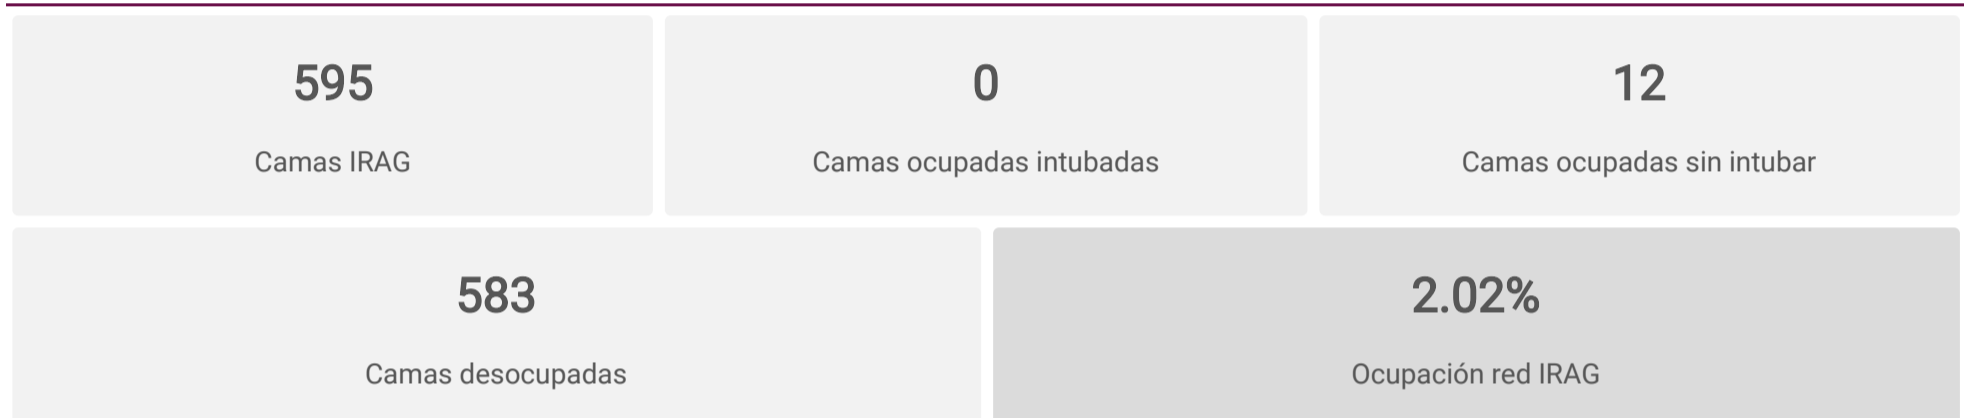 595
Camas IRAG
0
Camas ocupadas intubadas
12
Camas ocupadas sin intubar
583
Camas desocupadas
2.02%
Ocupación red IRAG